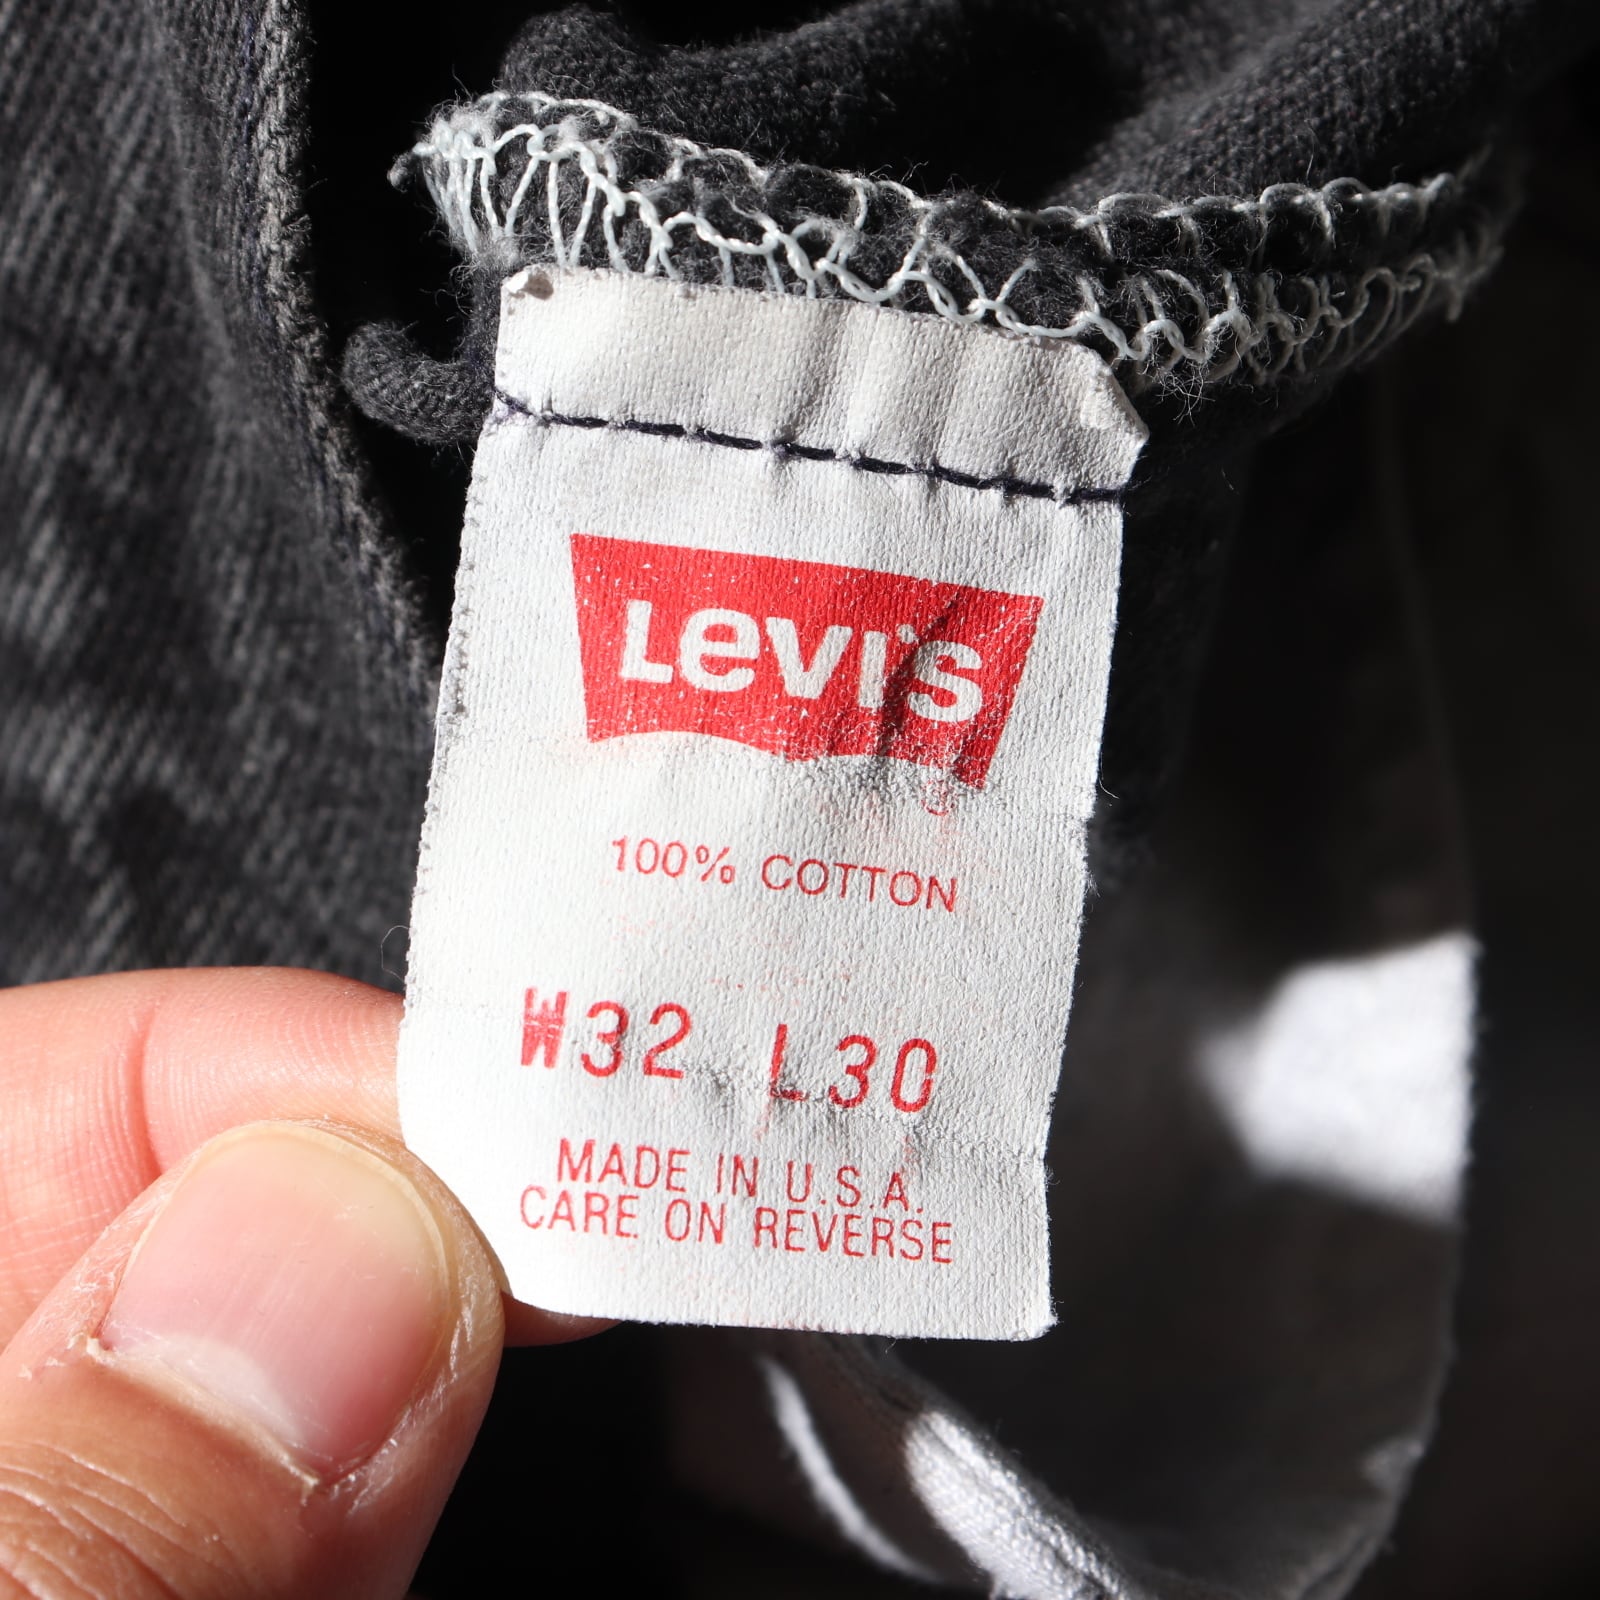 Levi's
®
100% COTTON
W32 L30
MADE IN U.S.A.
CARE ON REVERSE